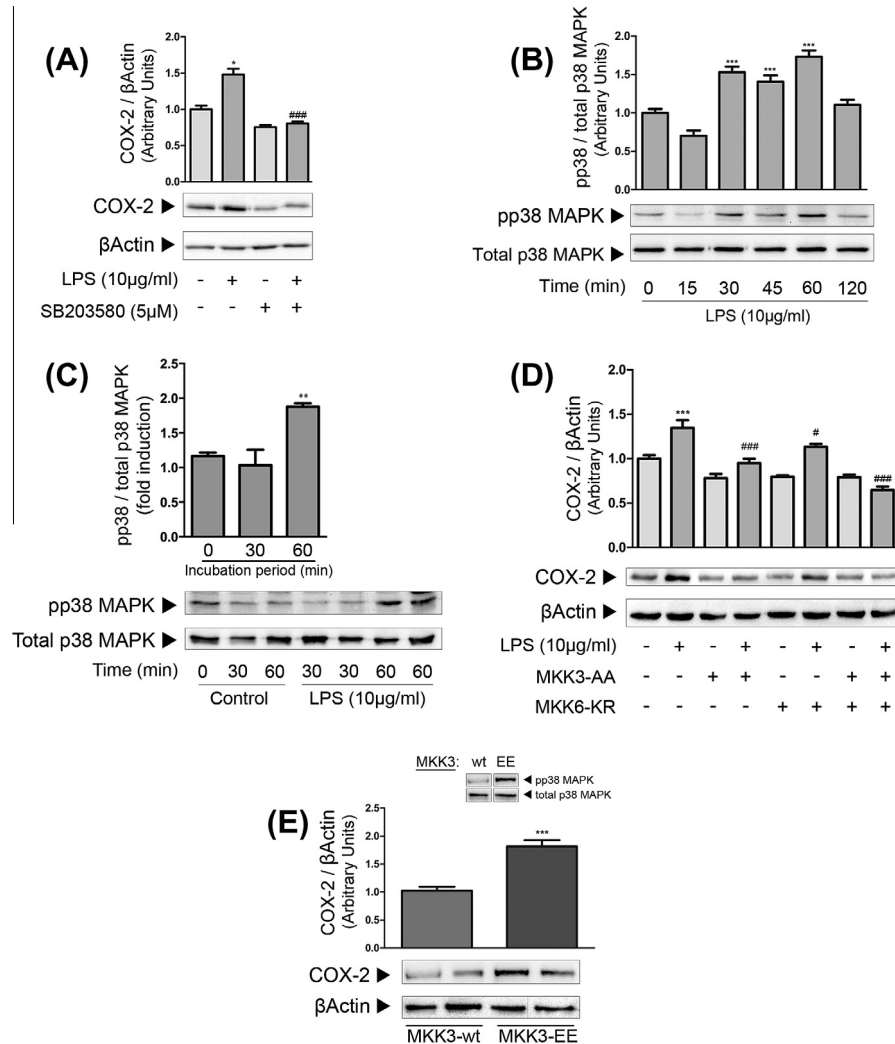 (A)
COX-2 / βActin
(Arbitrary Units)
2.0
1.5
1.0
0.5
0.0
*
###
COX-2
βActin
LPS (10µg/ml) - + - +
SB203580 (5µM) - - + +
(B)
pp38 / total p38 MAPK
(Arbitrary Units)
2.0
1.5
1.0
0.5
0.0
*** *** ***
pp38 MAPK
Total p38 MAPK
Time (min) 0 15 30 45 60 120
LPS (10µg/ml)
(C)
pp38 / total p38 MAPK
(fold induction)
2.5
2.0
1.5
1.0
0.5
0.0
**
0 30 60
Incubation period (min)
pp38 MAPK
Total p38 MAPK
Time (min) 0 30 60 30 30 60 60
Control LPS (10µg/ml)
(D)
COX-2 / βActin
(Arbitrary Units)
2.0
1.5
1.0
0.5
0.0
*** ### # ###
COX-2
βActin
LPS (10µg/ml) - + - + - + - +
MKK3-AA - - + + - - + +
MKK6-KR - - - - + + + +
(E)
MKK3: wt EE
pp38 MAPK
total p38 MAPK
COX-2 / βActin
(Arbitrary Units)
2.5
2.0
1.5
1.0
0.5
0.0
***
COX-2
βActin
MKK3-wt MKK3-EE